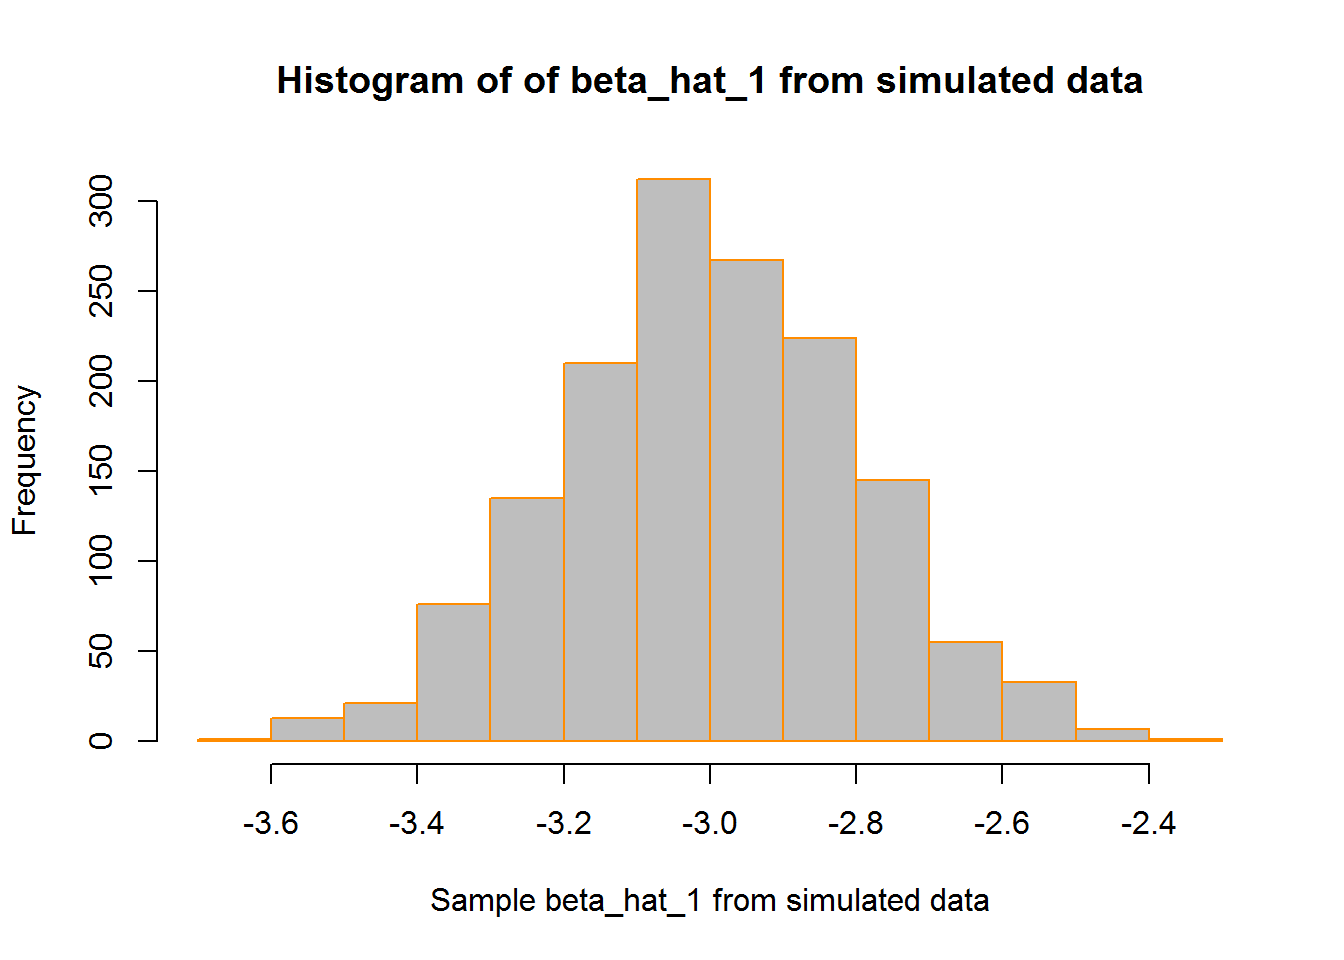 Histogram of of beta_hat_1 from simulated data
Frequency
300
250
200
150
100
50
0
-3.6 -3.4 -3.2 -3.0 -2.8 -2.6 -2.4
Sample beta_hat_1 from simulated data